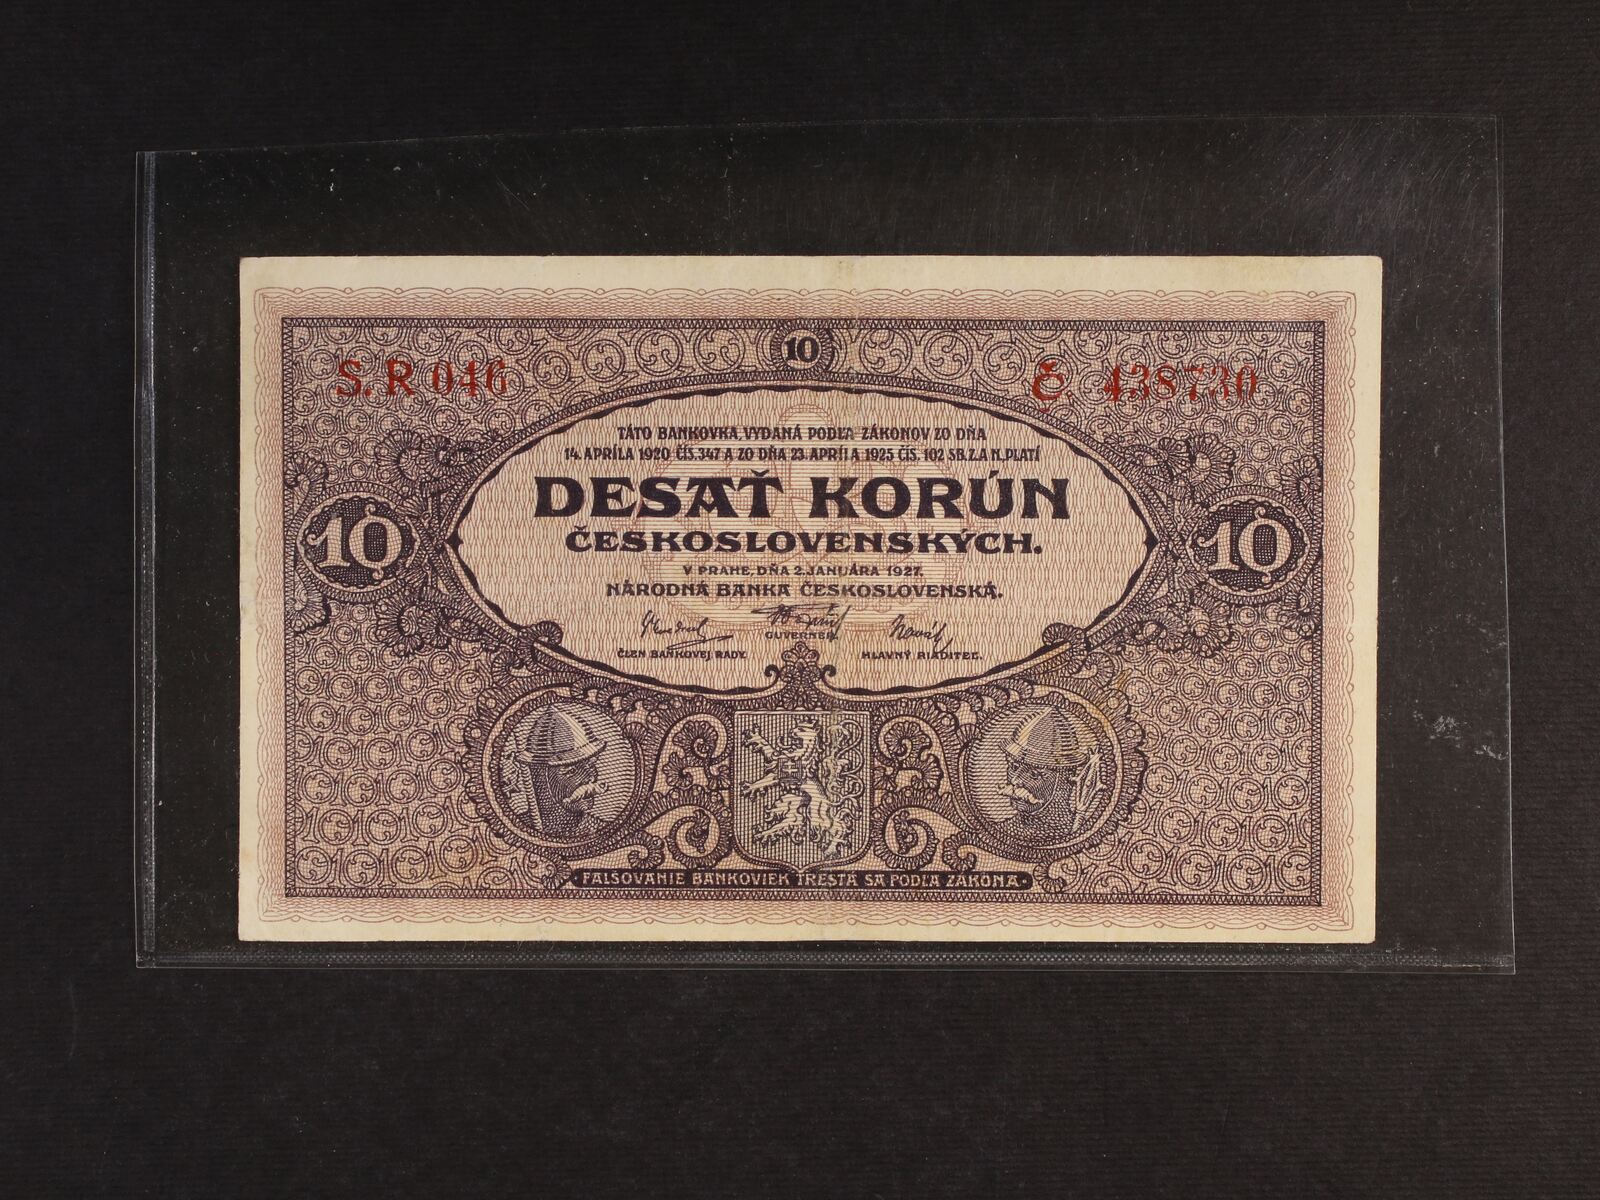 10
S. R 046 Č. 438730
TÁTO BANKOVKA, VYDANÁ PODĽA ZÁKONOV ZO DŇA
14. APRÍLA 1920 ČÍS. 347 A ZO DŇA 23. APRÍLA 1925 ČÍS. 102 SB. Z. A N. PLATÍ
DESAŤ KORÚN
ČESKOSLOVENSKÝCH.
10 10
V PRAHE, DŇA 2. JANUÁRA 1927.
NÁRODNÁ BANKA ČESKOSLOVENSKÁ.
GUVERNER.
ČLEN BAŇKOVEJ RADY. HLAVNÝ RIADITEĽ.
· FALŠOVANIE BANKOVIEK TRESTÁ SA PODĽA ZÁKONA ·